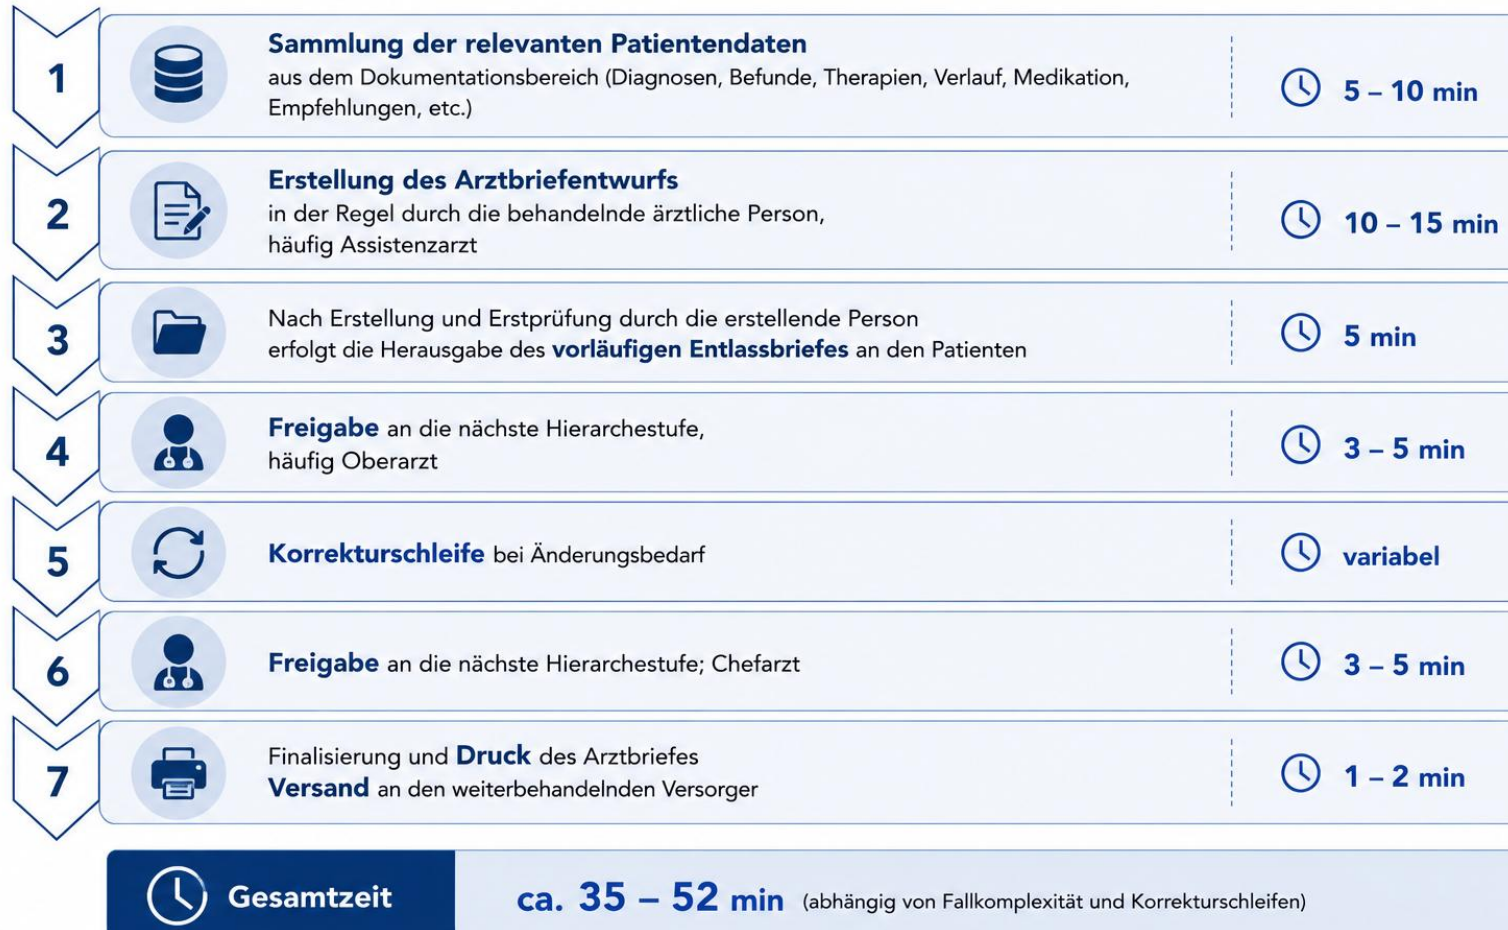 1
Sammlung der relevanten Patientendaten
aus dem Dokumentationsbereich (Diagnosen, Befunde, Therapien, Verlauf, Medikation,
Empfehlungen, etc.)
5 – 10 min
2
Erstellung des Arztbriefentwurfs
in der Regel durch die behandelnde ärztliche Person,
häufig Assistenzarzt
10 – 15 min
3
Nach Erstellung und Erstprüfung durch die erstellende Person
erfolgt die Herausgabe des vorläufigen Entlassbriefes an den Patienten
5 min
4
Freigabe an die nächste Hierarchestufe,
häufig Oberarzt
3 – 5 min
5
Korrekturschleife bei Änderungsbedarf
variabel
6
Freigabe an die nächste Hierarchestufe; Chefarzt
3 – 5 min
7
Finalisierung und Druck des Arztbriefes
Versand an den weiterbehandelnden Versorger
1 – 2 min
Gesamtzeit
ca. 35 – 52 min (abhängig von Fallkomplexität und Korrekturschleifen)